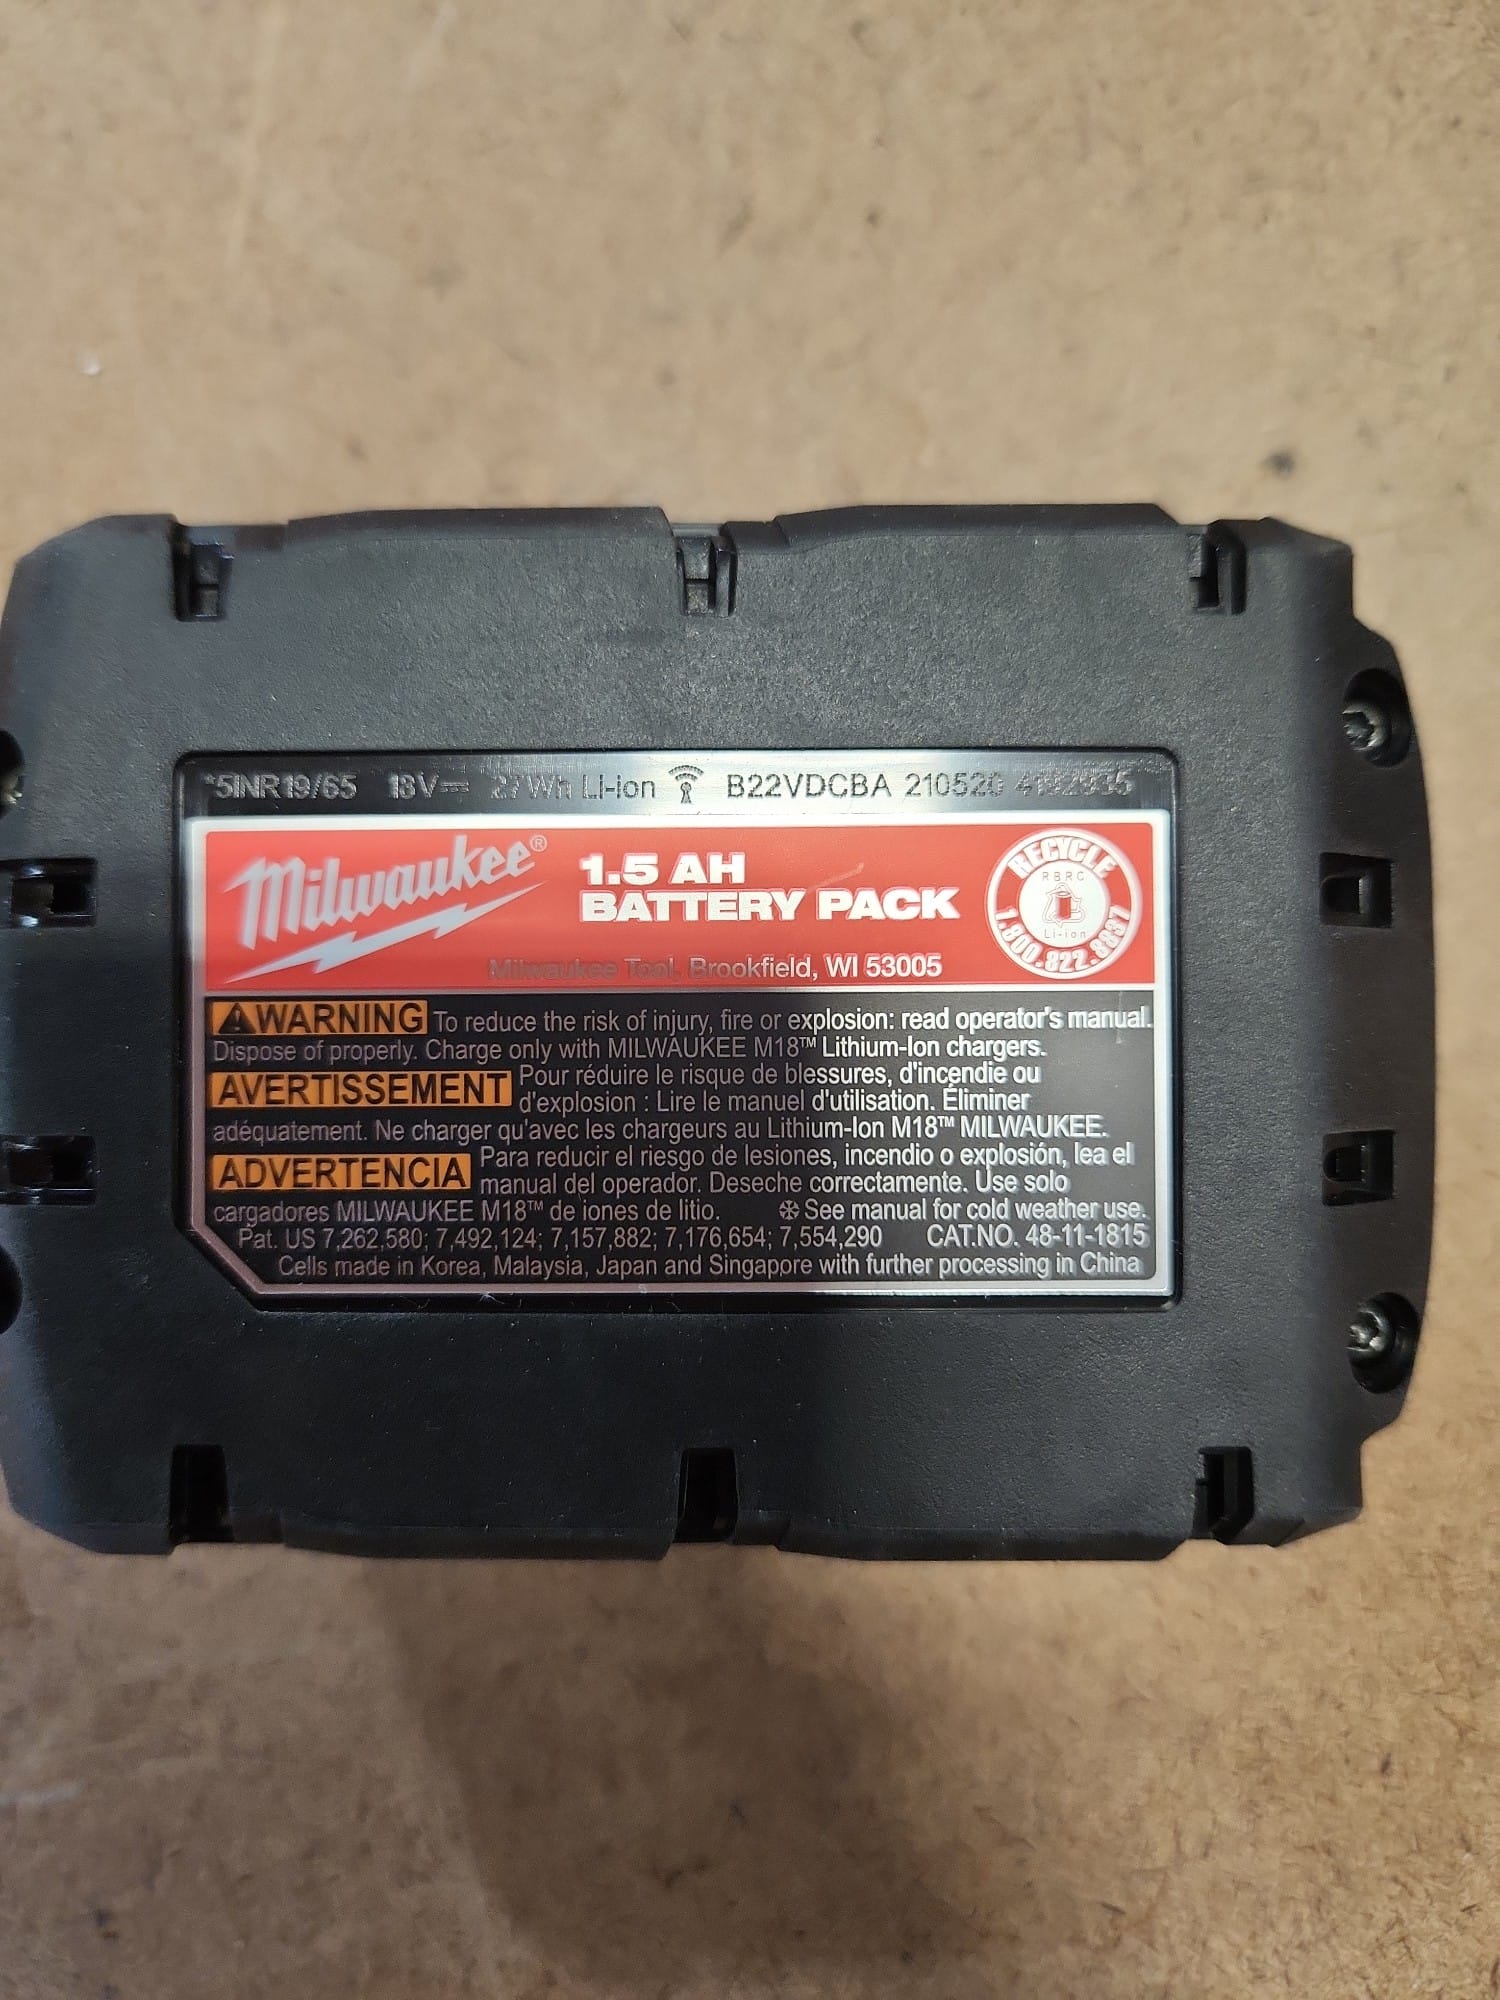 *5INR19/65 18V⎓ 27Wh Li-ion B22VDCBA 210520
Milwaukee®
1.5 AH
BATTERY PACK
Milwaukee Tool, Brookfield, WI 53005
RECYCLE
RBRC
Li-ion
1.800.822.8837
WARNING To reduce the risk of injury, fire or explosion: read operator's manual.
Dispose of properly. Charge only with MILWAUKEE M18™ Lithium-Ion chargers.
AVERTISSEMENT Pour réduire le risque de blessures, d'incendie ou
d'explosion : Lire le manuel d'utilisation. Éliminer
adéquatement. Ne charger qu'avec les chargeurs au Lithium-Ion M18™ MILWAUKEE.
ADVERTENCIA Para reducir el riesgo de lesiones, incendio o explosión, lea el
manual del operador. Deseche correctamente. Use solo
cargadores MILWAUKEE M18™ de iones de litio. ❄ See manual for cold weather use.
Pat. US 7,262,580; 7,492,124; 7,157,882; 7,176,654; 7,554,290 CAT.NO. 48-11-1815
Cells made in Korea, Malaysia, Japan and Singapore with further processing in China